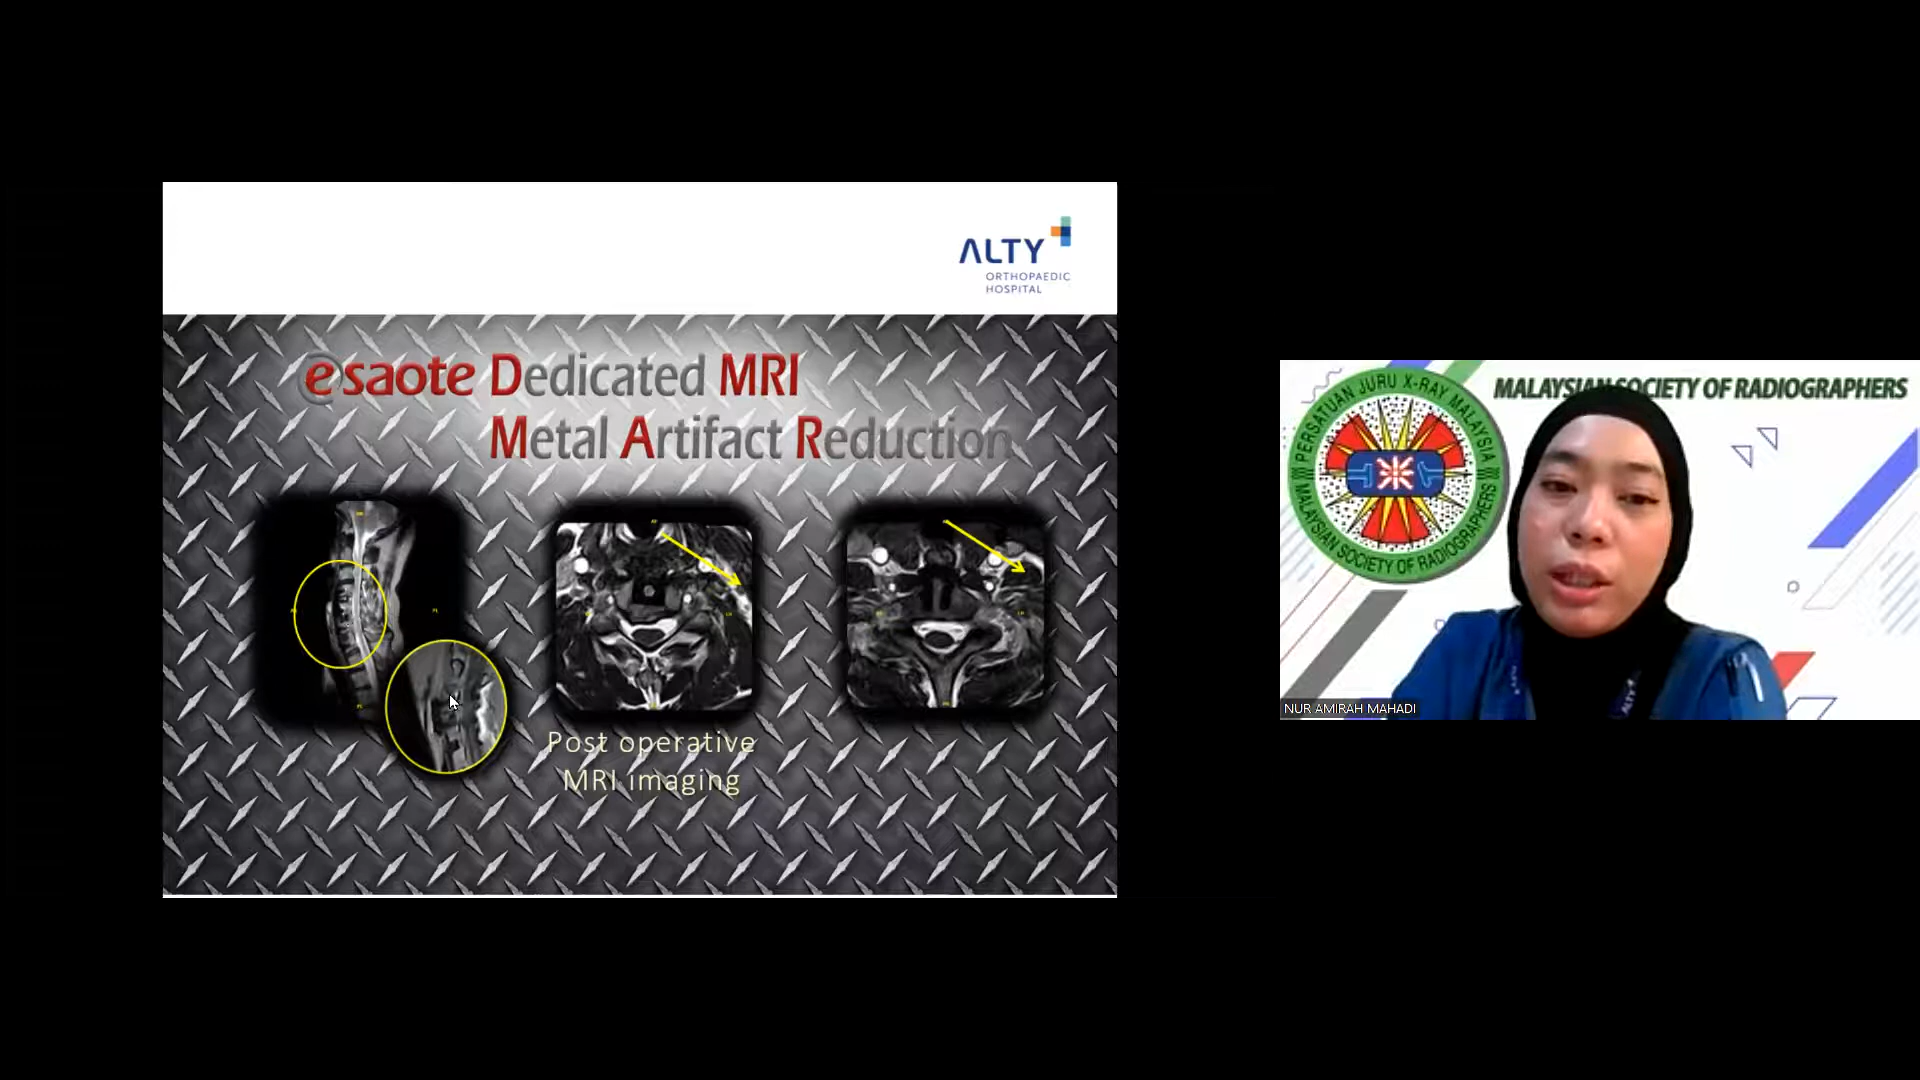 ALTY
ORTHOPAEDIC
HOSPITAL
esaote Dedicated MRI
Metal Artifact Reduction
Post operative
MRI imaging
MALAYSIAN SOCIETY OF RADIOGRAPHERS
PERSATUAN JURU X-RAY MALAYSIA
MALAYSIAN SOCIETY OF RADIOGRAPHERS
NUR AMIRAH MAHADI